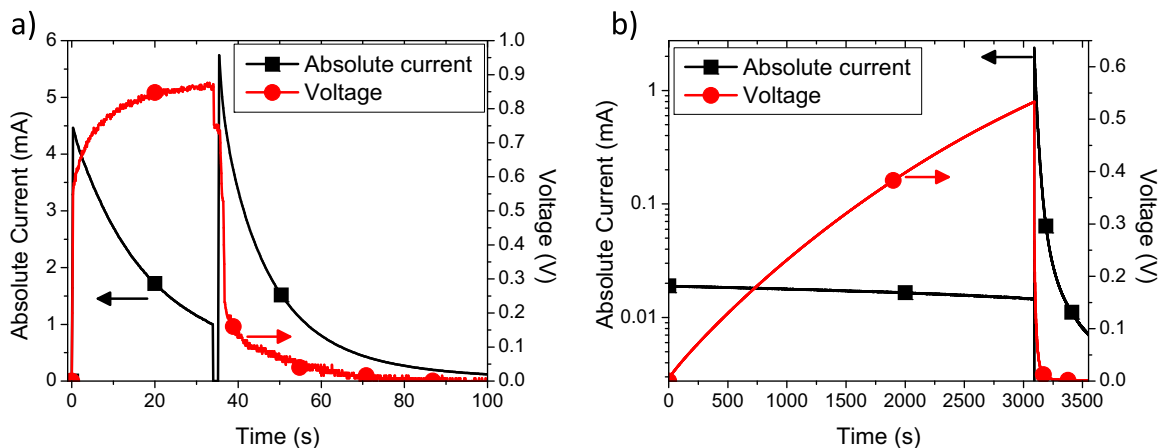 a)
Absolute current
Voltage
Absolute Current (mA)
0
1
2
3
4
5
6
0.0
0.1
0.2
0.3
0.4
0.5
0.6
0.7
0.8
0.9
1.0
Voltage (V)
0 20 40 60 80 100
Time (s)
b)
Absolute current
Voltage
Absolute Current (mA)
1
0.1
0.01
0.6
0.5
0.4
0.3
0.2
0.1
0.0
Voltage (V)
0 500 1000 1500 2000 2500 3000 3500
Time (s)